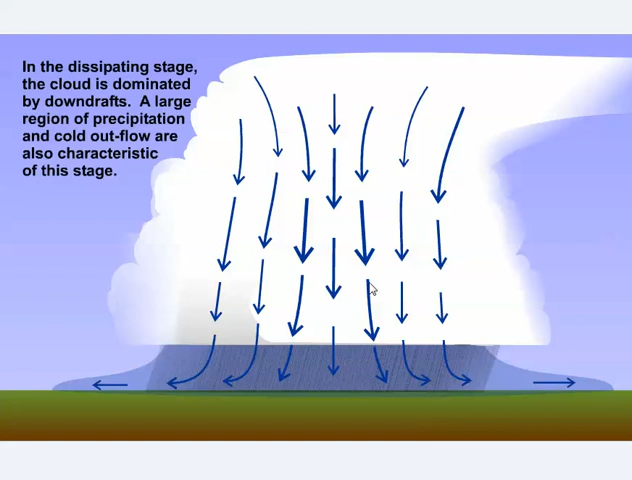 In the dissipating stage,
the cloud is dominated
by downdrafts.  A large
region of precipitation
and cold out-flow are
also characteristic
of this stage.